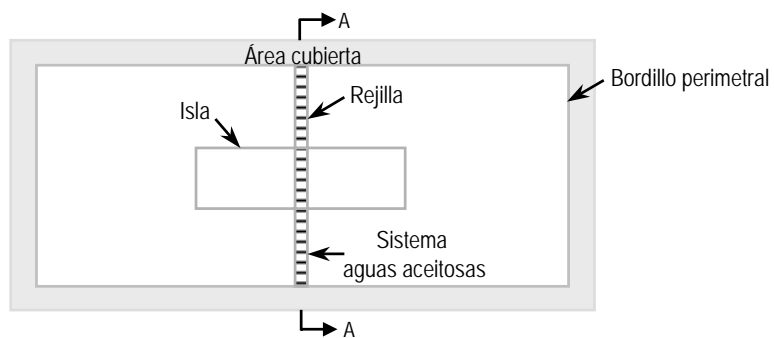 A
Área cubierta
Bordillo perimetral
Rejilla
Isla
Sistema
aguas aceitosas
A